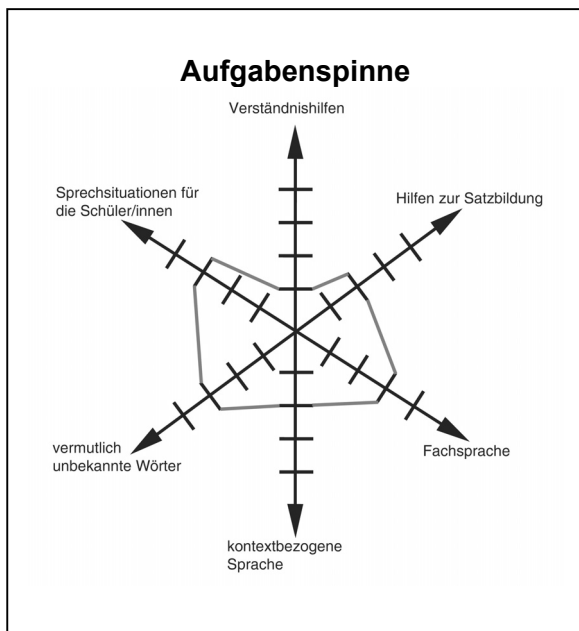 Aufgabenspinne
Verständnishilfen
Sprechsituationen für
die Schüler/innen
Hilfen zur Satzbildung
vermutlich
unbekannte Wörter
Fachsprache
kontextbezogene
Sprache